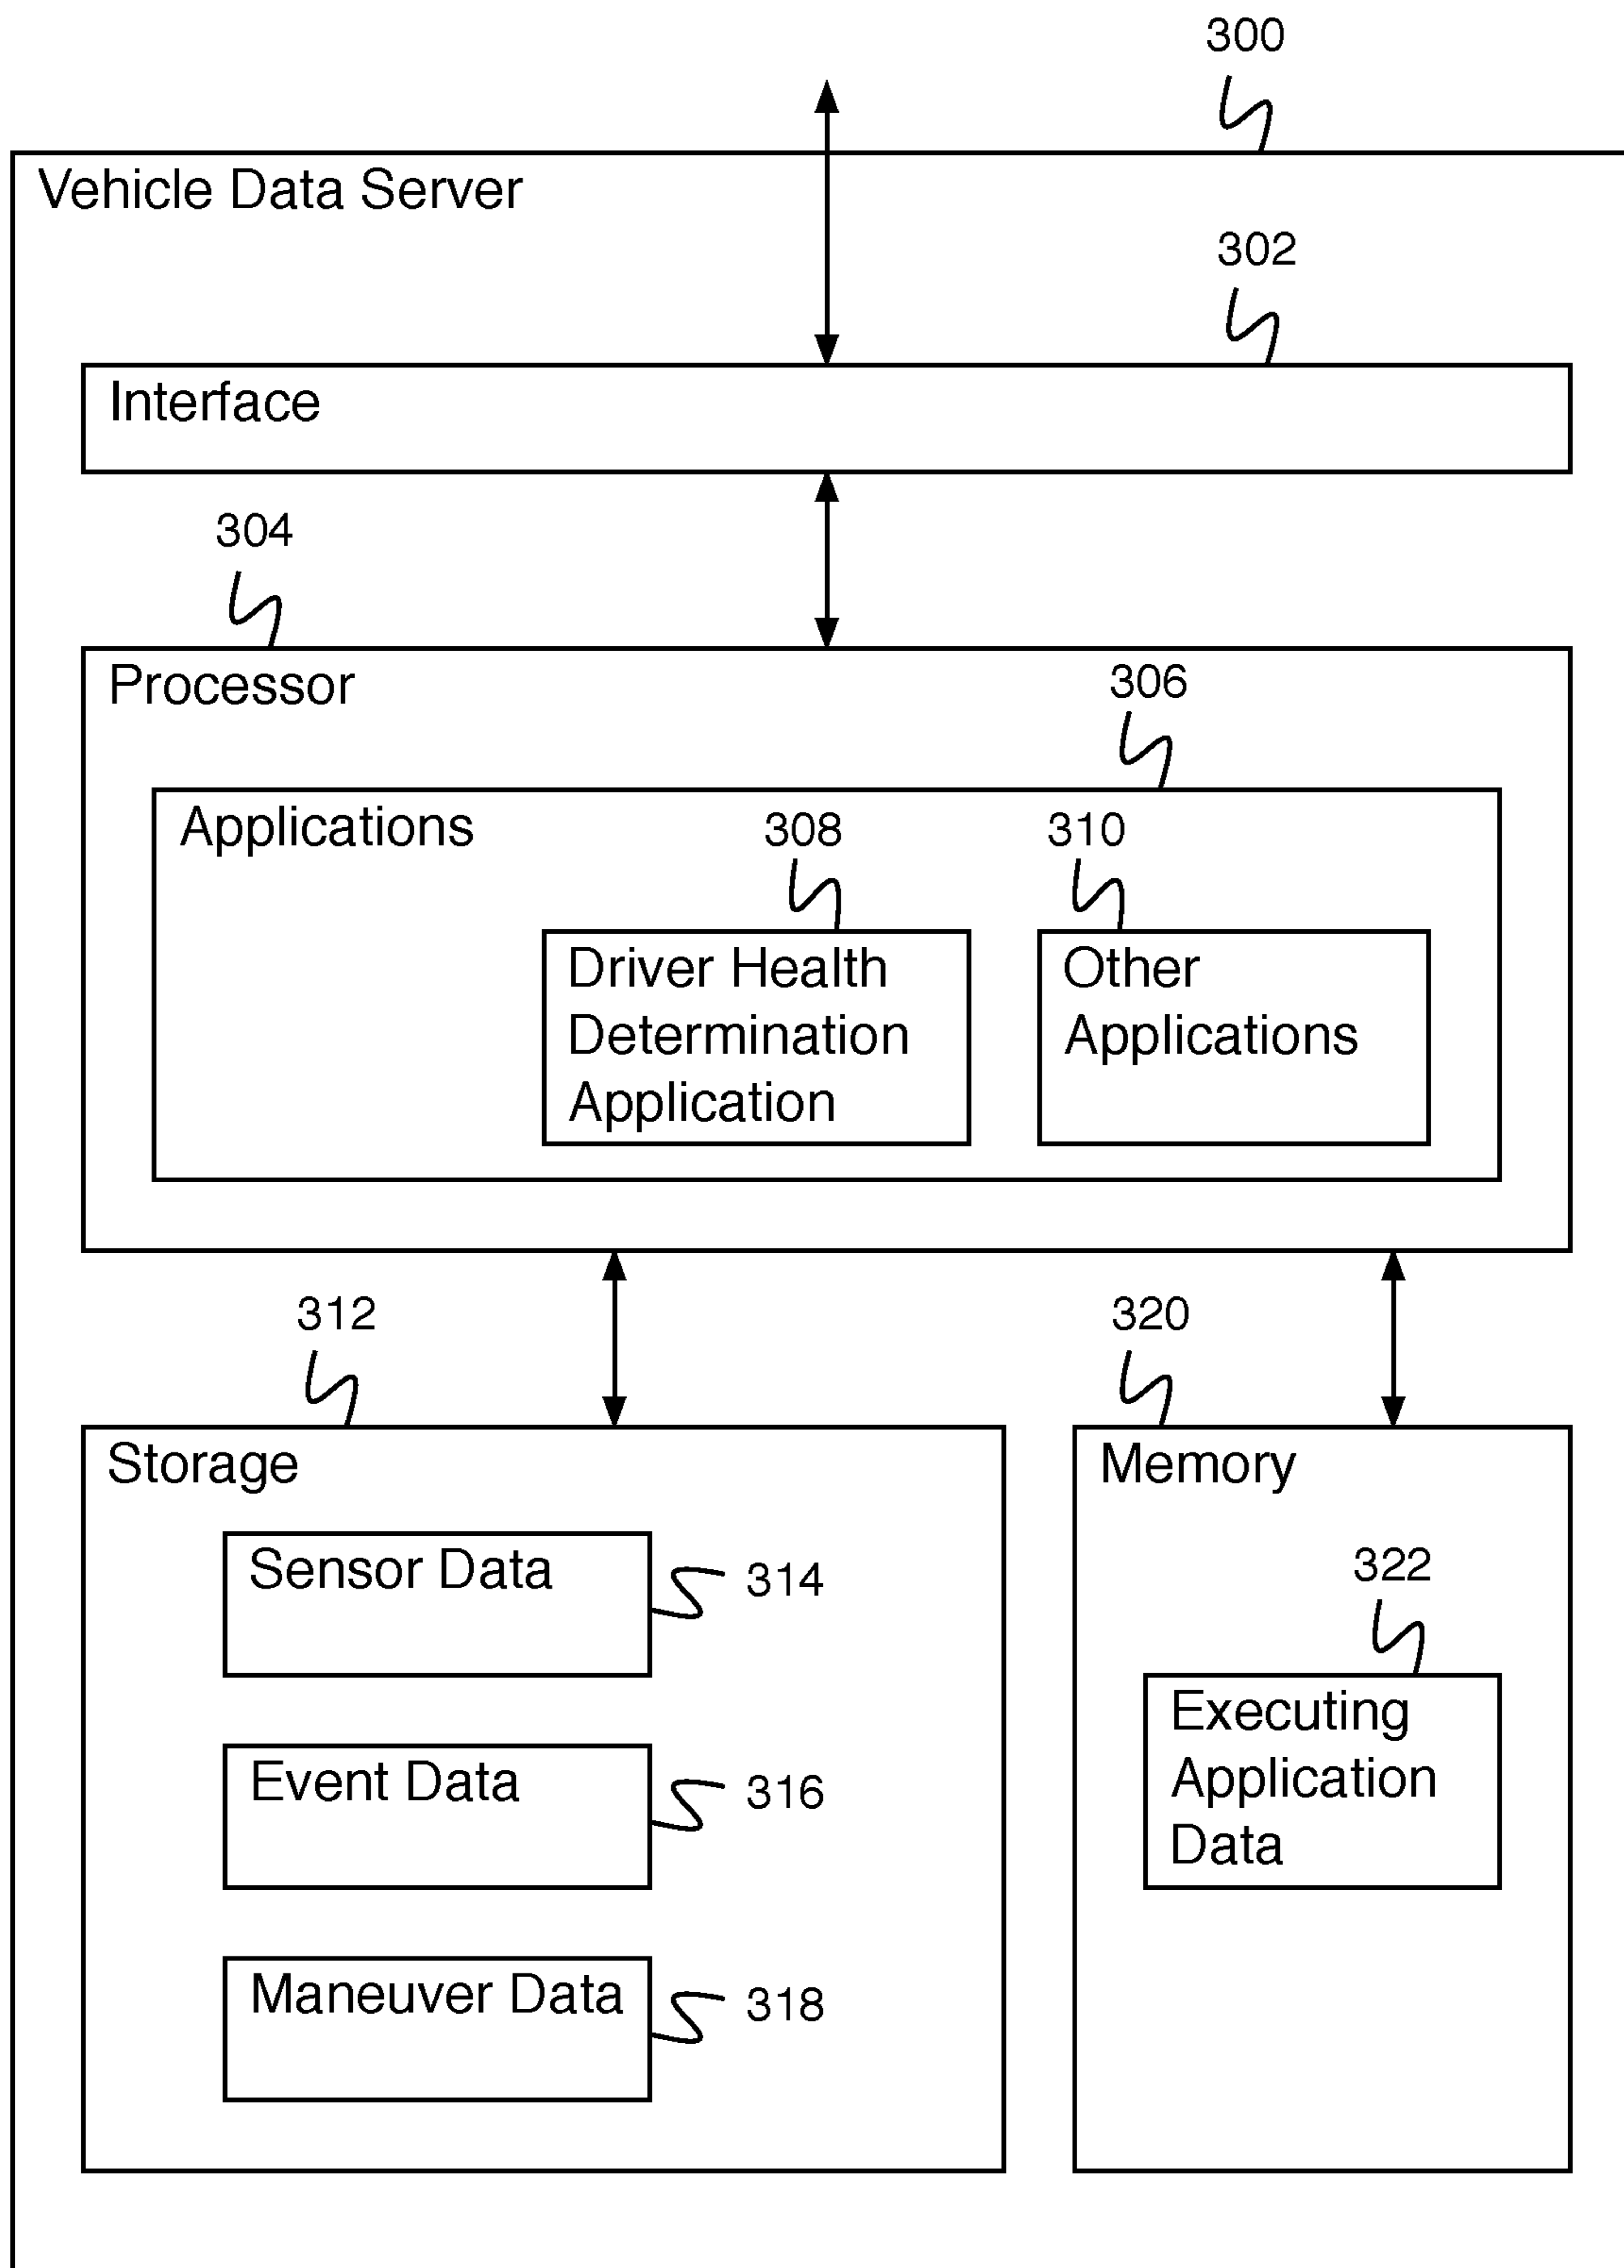 300
Vehicle Data Server
302
Interface
304
Processor
306
Applications
308
310
Driver Health
Determination
Application
Other
Applications
312
320
Storage
Memory
Sensor Data
314
322
Event Data
316
Executing
Application
Data
Maneuver Data
318